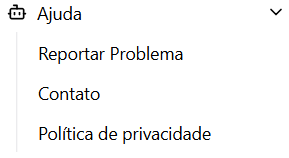 Ajuda
Reportar Problema
Contato
Política de privacidade